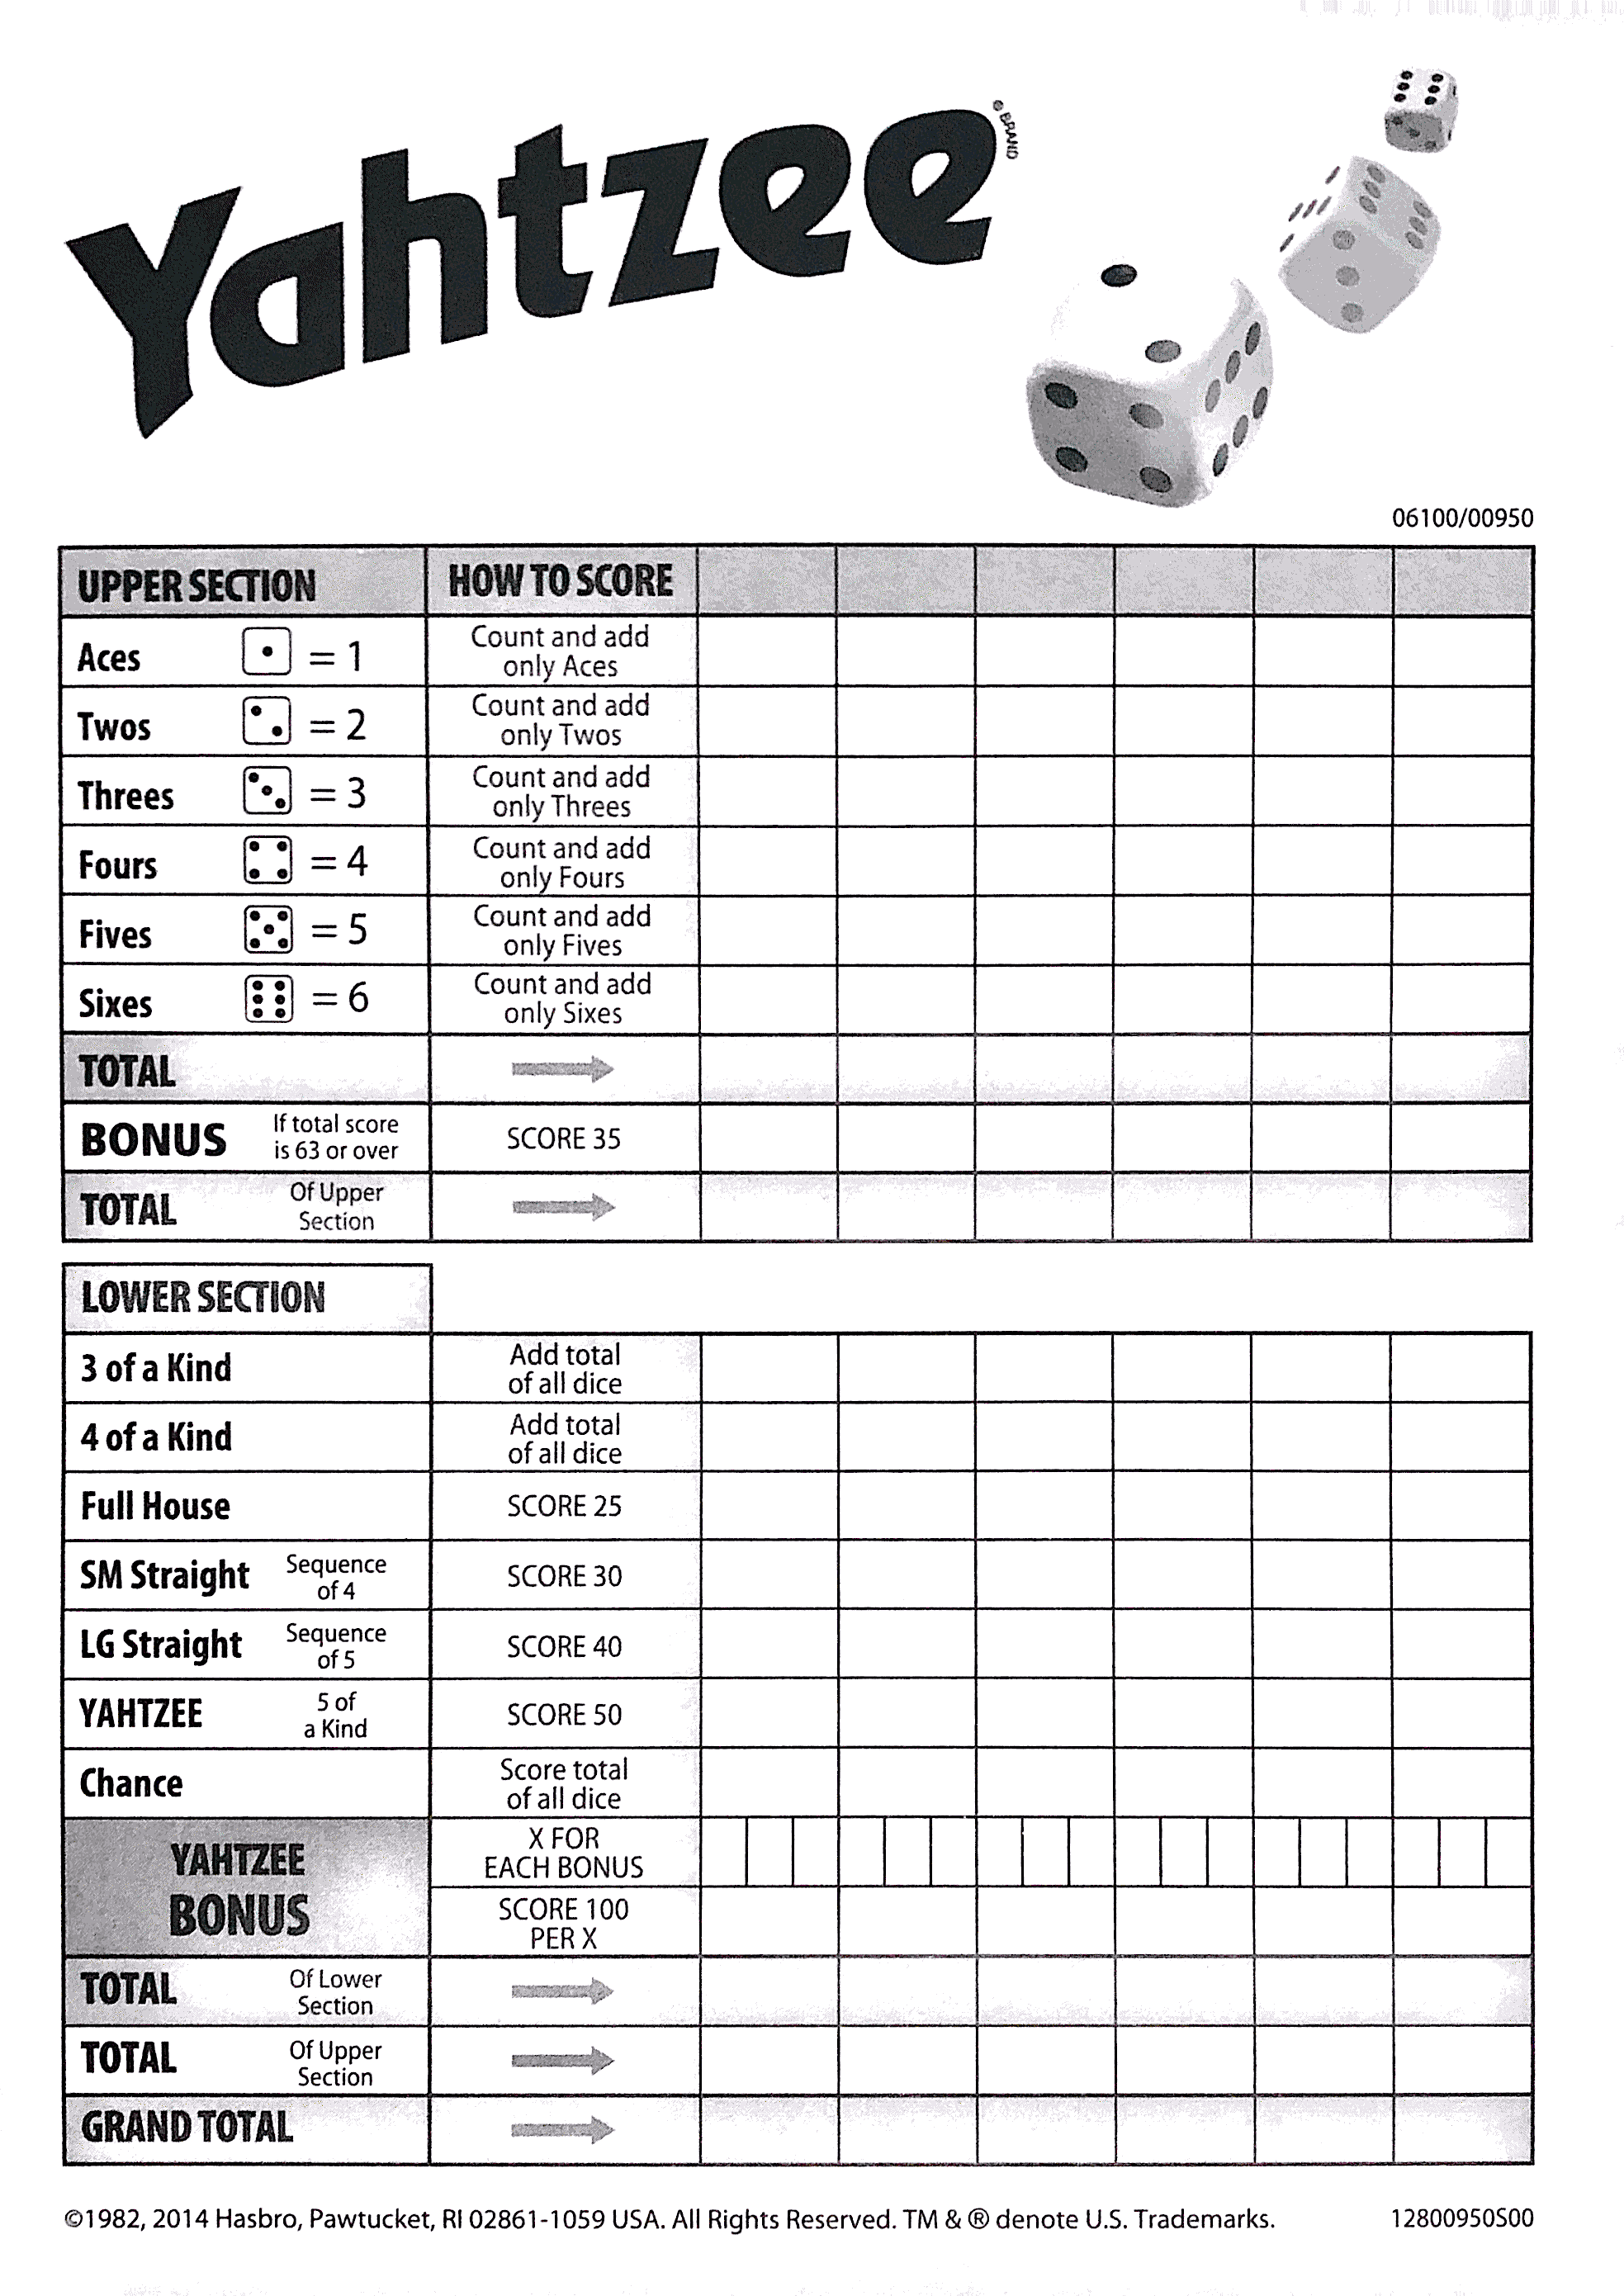 Yahtzee® BRAND
06100/00950
UPPER SECTION HOW TO SCORE
Aces = 1 Count and add only Aces
Twos = 2 Count and add only Twos
Threes = 3 Count and add only Threes
Fours = 4 Count and add only Fours
Fives = 5 Count and add only Fives
Sixes = 6 Count and add only Sixes
TOTAL
BONUS If total score is 63 or over SCORE 35
TOTAL Of Upper Section
LOWER SECTION
3 of a Kind Add total of all dice
4 of a Kind Add total of all dice
Full House SCORE 25
SM Straight Sequence of 4 SCORE 30
LG Straight Sequence of 5 SCORE 40
YAHTZEE 5 of a Kind SCORE 50
Chance Score total of all dice
YAHTZEE BONUS X FOR EACH BONUS
SCORE 100 PER X
TOTAL Of Lower Section
TOTAL Of Upper Section
GRAND TOTAL
©1982, 2014 Hasbro, Pawtucket, RI 02861-1059 USA. All Rights Reserved. TM & ® denote U.S. Trademarks. 12800950S00